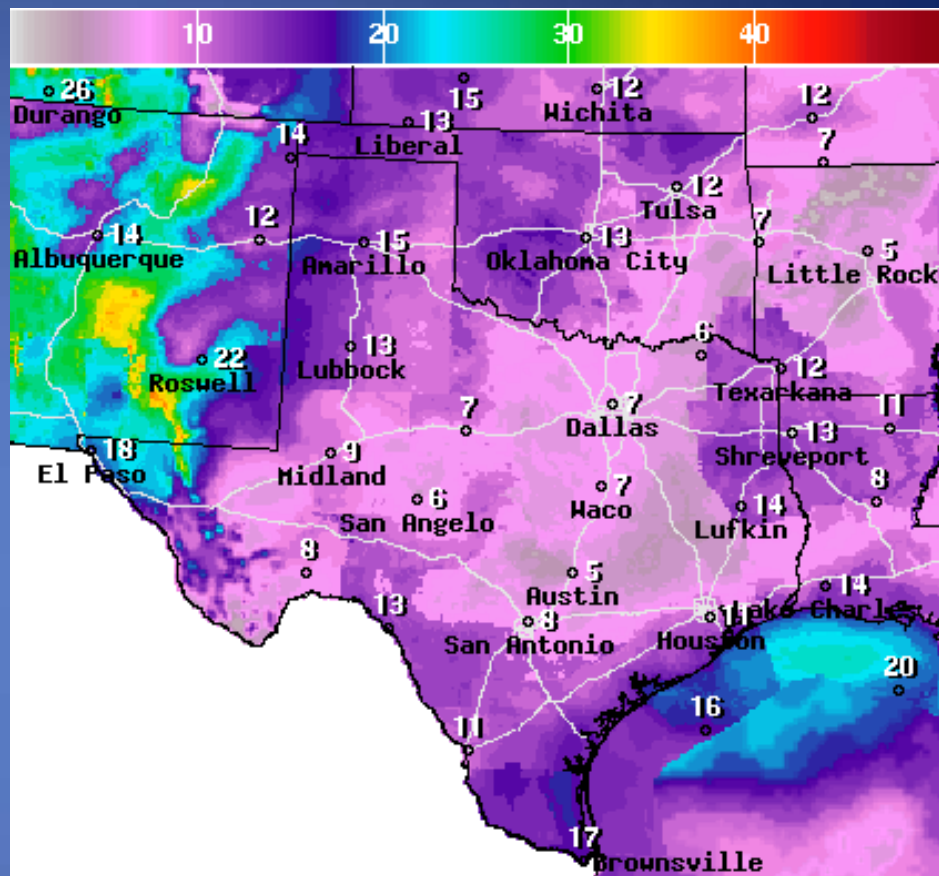 10 20 30 40
26
Durango
15
12
Wichita
12
13
Liberal
14
7
12
Tulsa
14
Albuquerque
12
15
Amarillo
13
Oklahoma City
7
5
Little Rock
22
Roswell
13
Lubbock
6
12
Texarkana
7
Dallas
7
11
13
Shreveport
18
El Paso
9
Midland
6
San Angelo
7
Waco
14
Lufkin
8
8
5
Austin
14
Lake Charles
13
8
San Antonio
11
Houston
20
16
11
17
Brownsville